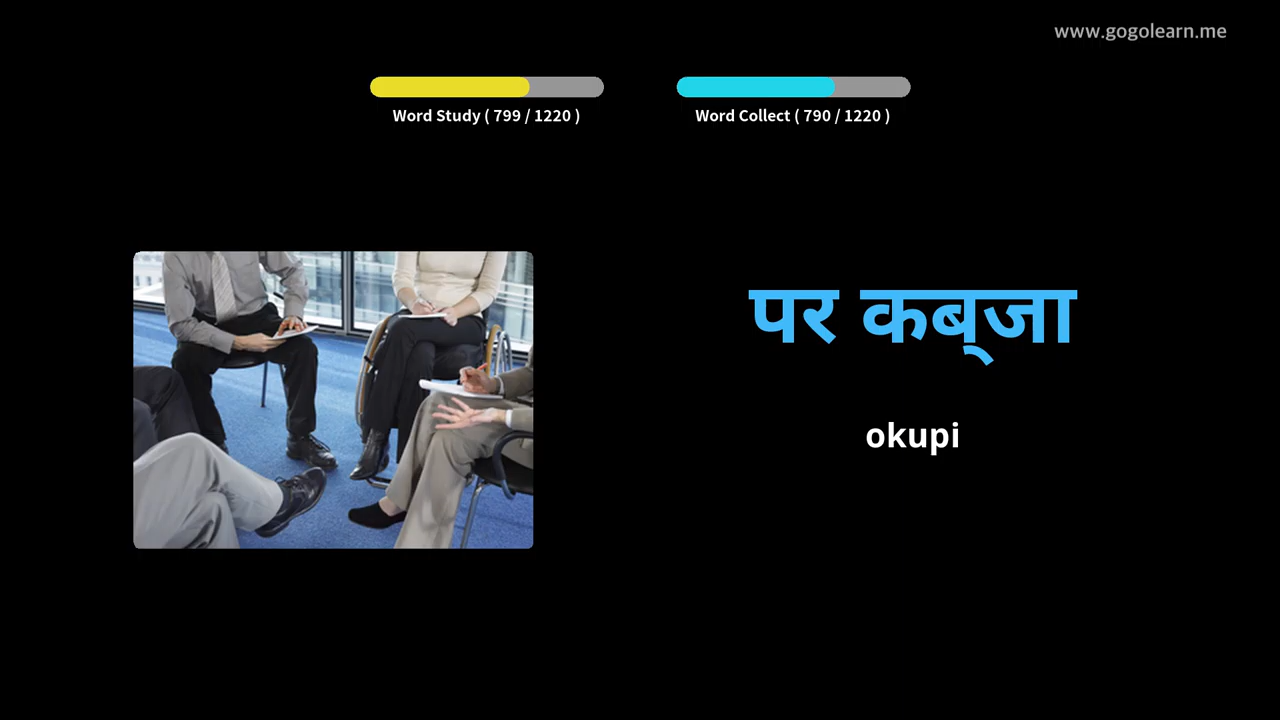 www.gogolearn.me
Word Study ( 799 / 1220 )
Word Collect ( 790 / 1220 )
पर कब्जा
okupi